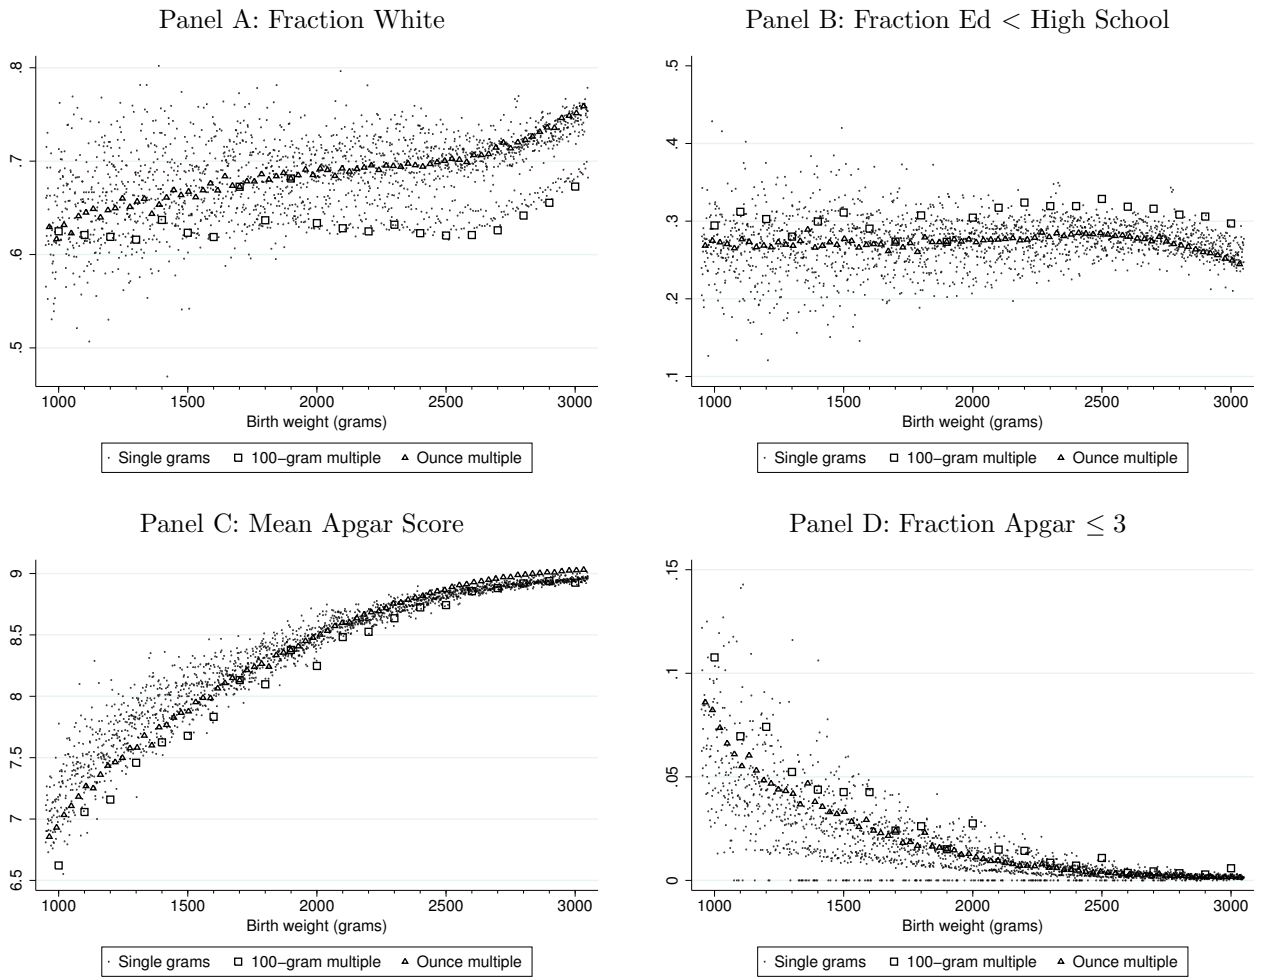 Panel A: Fraction White
.8
.7
.6
.5
1000 1500 2000 2500 3000
Birth weight (grams)
Single grams 100−gram multiple Ounce multiple
Panel B: Fraction Ed < High School
.5
.4
.3
.2
.1
1000 1500 2000 2500 3000
Birth weight (grams)
Single grams 100−gram multiple Ounce multiple
Panel C: Mean Apgar Score
9
8.5
8
7.5
7
6.5
1000 1500 2000 2500 3000
Birth weight (grams)
Single grams 100−gram multiple Ounce multiple
Panel D: Fraction Apgar ≤ 3
.15
.1
.05
0
1000 1500 2000 2500 3000
Birth weight (grams)
Single grams 100−gram multiple Ounce multiple